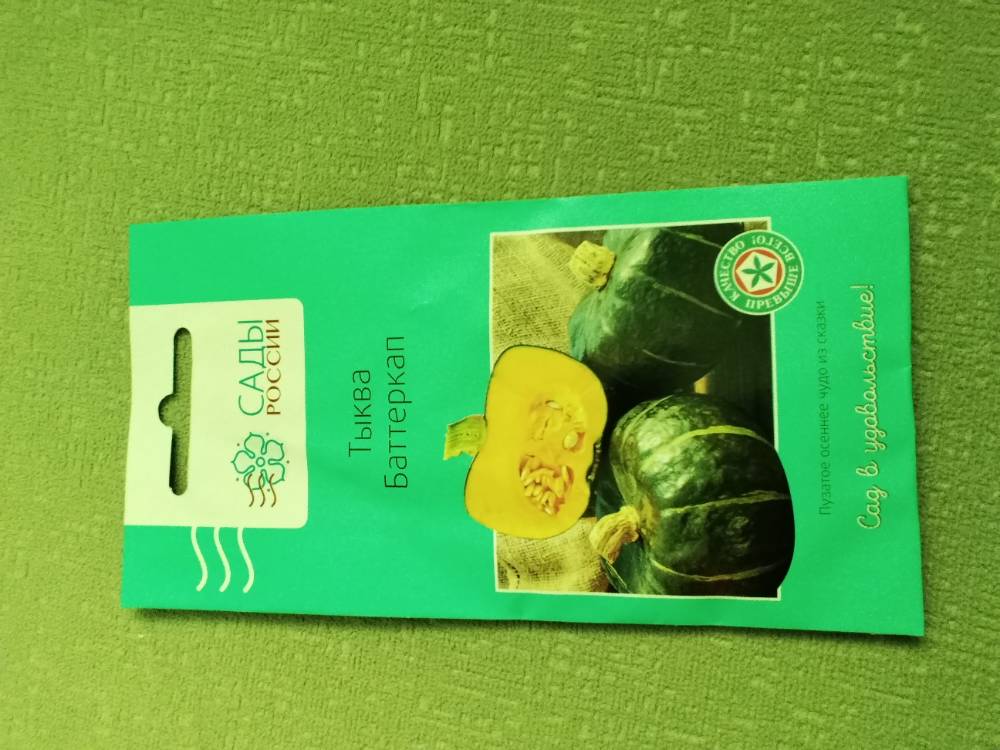 САДЫ
РОССИИ
Тыква
Баттеркап
КАЧЕСТВО ПРЕВЫШЕ ВСЕГО!
Пузатое осеннее чудо из сказки
Сад в удовольствие!